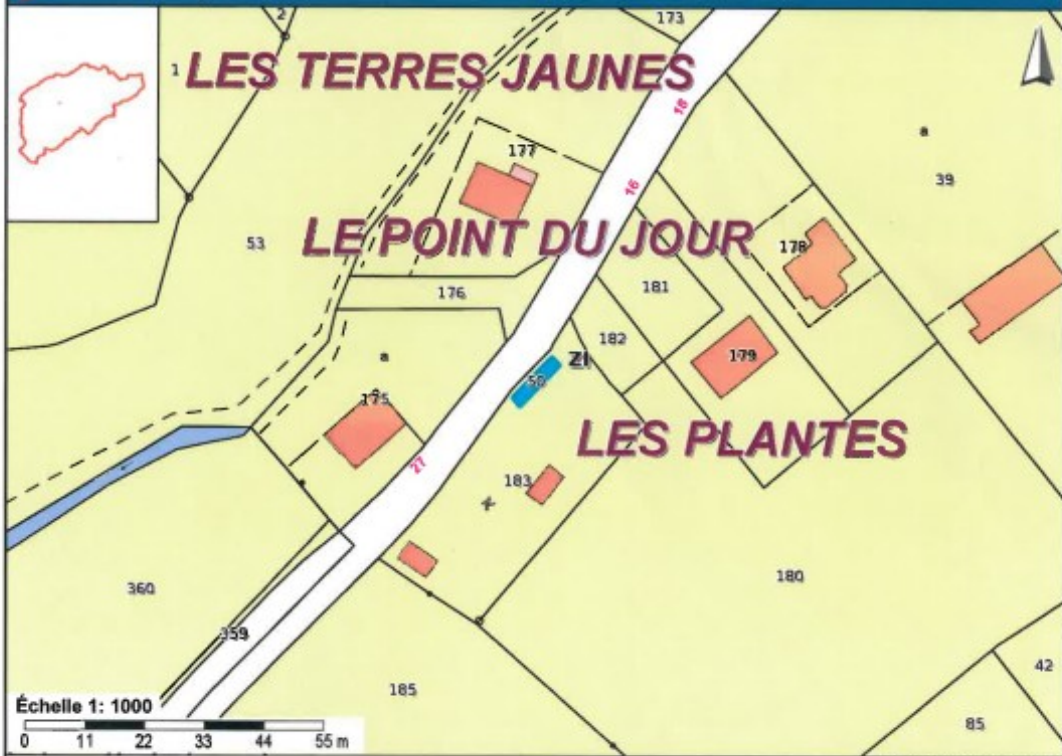 2
173
1
LES TERRES JAUNES
18
a
177
39
16
53
LE POINT DU JOUR
178
176
181
182
ZI
179
a
50
175
LES PLANTES
27
183
360
180
359
42
185
85
Échelle 1: 1000
0 11 22 33 44 55 m